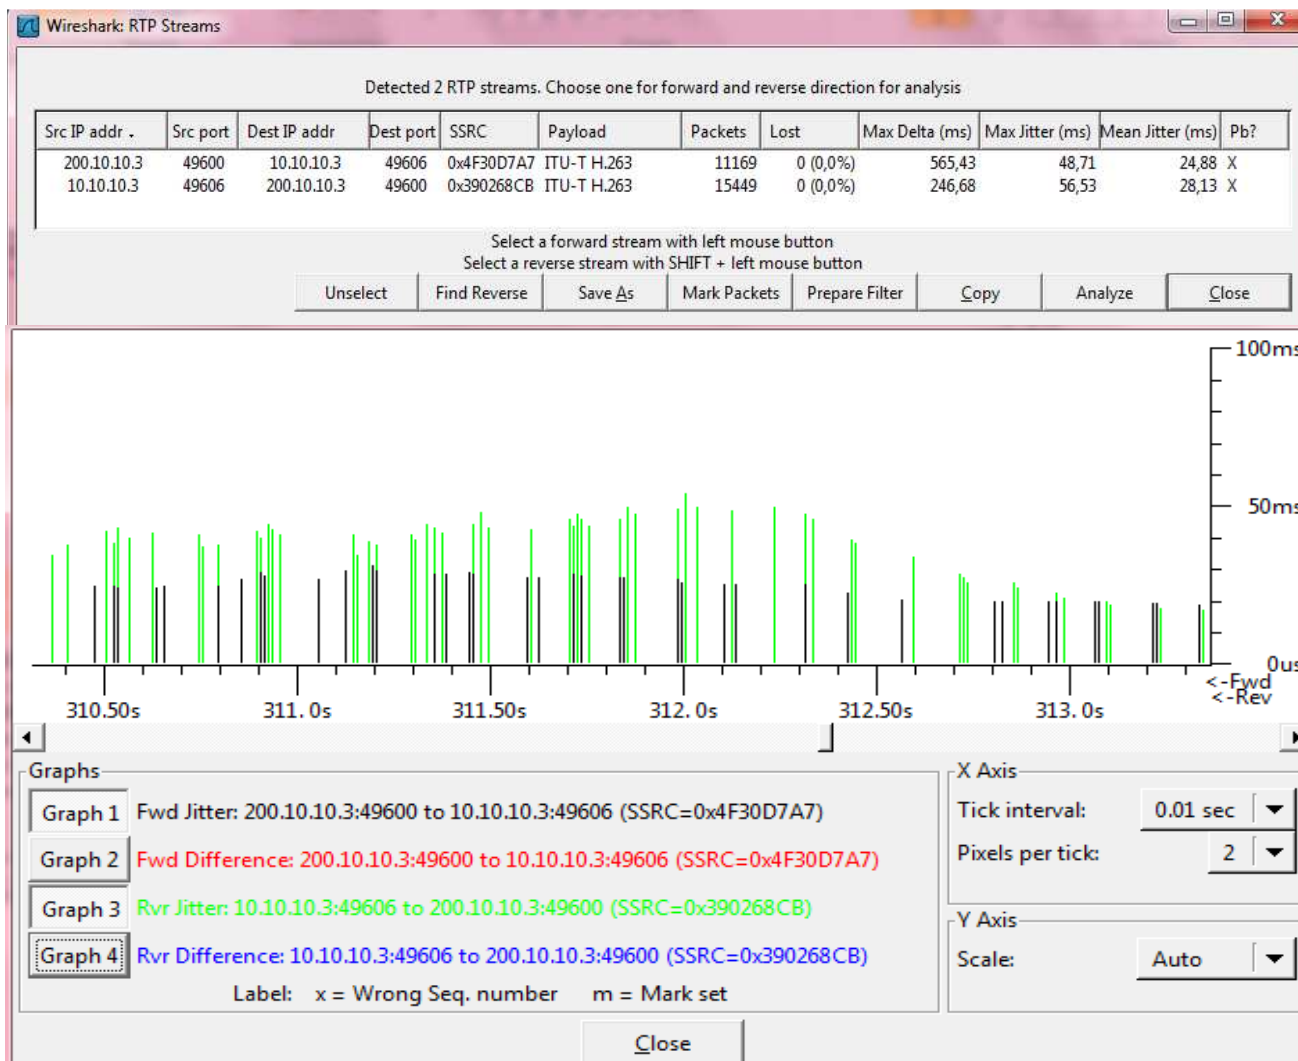 Wireshark: RTP Streams
Detected 2 RTP streams. Choose one for forward and reverse direction for analysis
Src IP addr Src port Dest IP addr Dest port SSRC Payload Packets Lost Max Delta (ms) Max Jitter (ms) Mean Jitter (ms) Pb?
200.10.10.3 49600 10.10.10.3 49606 0x4F30D7A7 ITU-T H.263 11169 0 (0,0%) 565,43 48,71 24,88 X
10.10.10.3 49606 200.10.10.3 49600 0x390268CB ITU-T H.263 15449 0 (0,0%) 246,68 56,53 28,13 X
Select a forward stream with left mouse button
Select a reverse stream with SHIFT + left mouse button
Unselect Find Reverse Save As Mark Packets Prepare Filter Copy Analyze Close
100ms
50ms
0us
<-Fwd
<-Rev
310.50s 311. 0s 311.50s 312. 0s 312.50s 313. 0s
Graphs
Graph 1 Fwd Jitter: 200.10.10.3:49600 to 10.10.10.3:49606 (SSRC=0x4F30D7A7)
Graph 2 Fwd Difference: 200.10.10.3:49600 to 10.10.10.3:49606 (SSRC=0x4F30D7A7)
Graph 3 Rvr Jitter: 10.10.10.3:49606 to 200.10.10.3:49600 (SSRC=0x390268CB)
Graph 4 Rvr Difference: 10.10.10.3:49606 to 200.10.10.3:49600 (SSRC=0x390268CB)
Label: x = Wrong Seq. number m = Mark set
X Axis
Tick interval: 0.01 sec
Pixels per tick: 2
Y Axis
Scale: Auto
Close